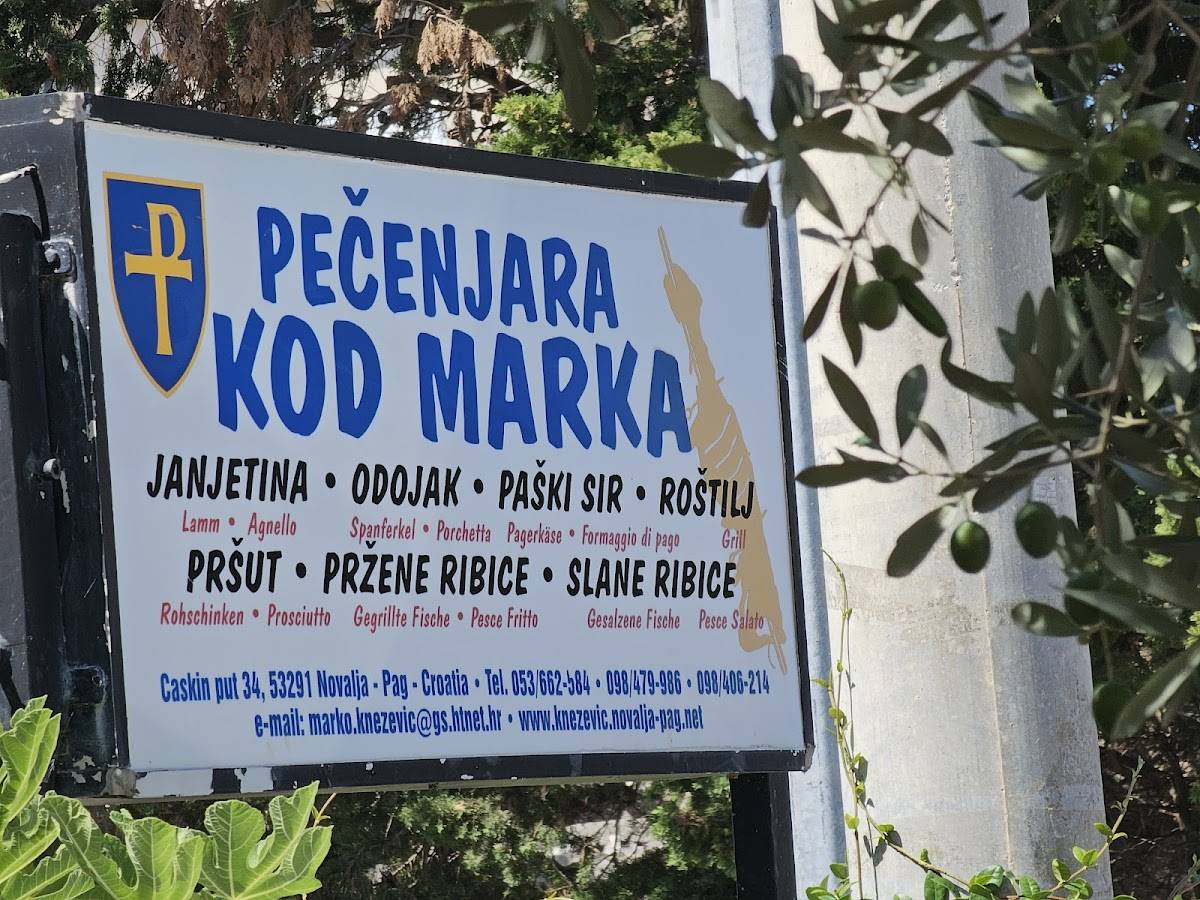 PEČENJARA
KOD MARKA
JANJETINA • ODOJAK • PAŠKI SIR • ROŠTILJ
Lamm • Agnello Spanferkel • Porchetta Pagerkäse • Formaggio di pago Grill
PRŠUT • PRŽENE RIBICE • SLANE RIBICE
Rohschinken • Prosciutto Gegrillte Fische • Pesce Fritto Gesalzene Fische Pesce Salato
Caskin put 34, 53291 Novalja - Pag - Croatia • Tel. 053/662-584 • 098/479-986 • 098/406-214
e-mail: marko.knezevic@gs.htnet.hr • www.knezevic.novalja-pag.net